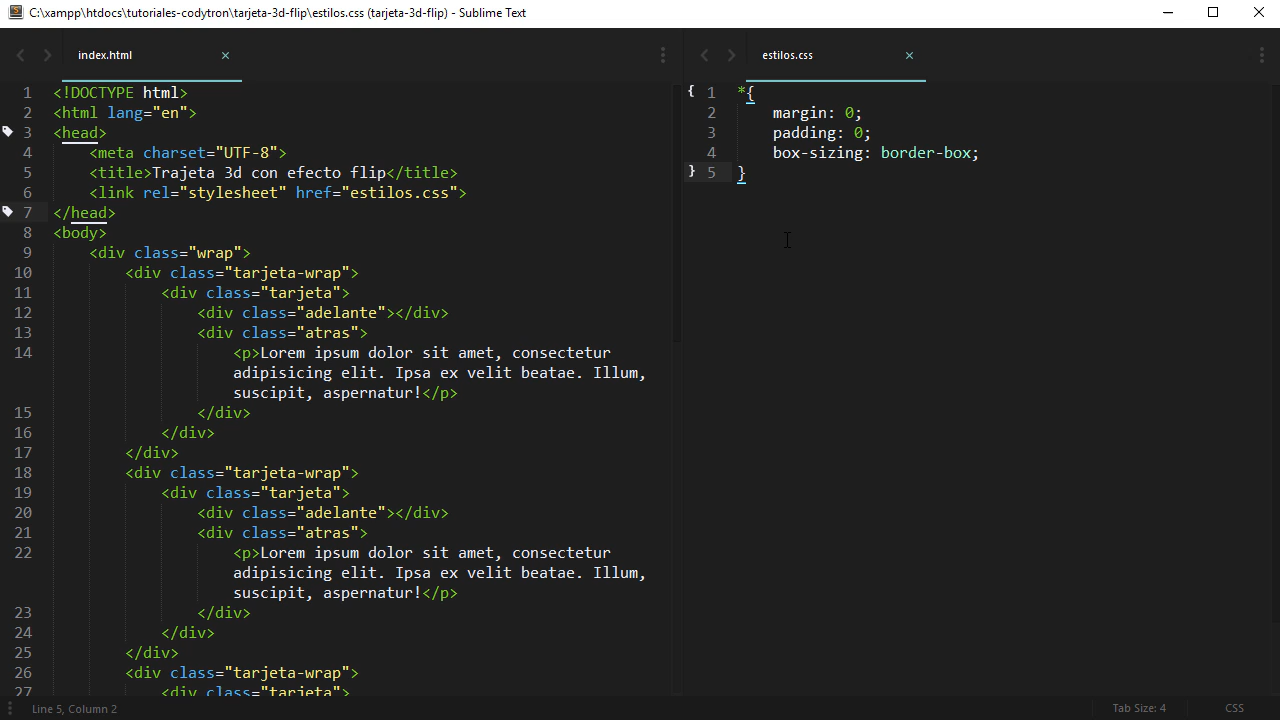 C:\xampp\htdocs\tutoriales-codytron\tarjeta-3d-flip\estilos.css (tarjeta-3d-flip) - Sublime Text
index.html
1 <!DOCTYPE html>
2 <html lang="en">
3 <head>
4 <meta charset="UTF-8">
5 <title>Trajeta 3d con efecto flip</title>
6 <link rel="stylesheet" href="estilos.css">
7 </head>
8 <body>
9 <div class="wrap">
10 <div class="tarjeta-wrap">
11 <div class="tarjeta">
12 <div class="adelante"></div>
13 <div class="atras">
14 <p>Lorem ipsum dolor sit amet, consectetur
adipisicing elit. Ipsa ex velit beatae. Illum,
suscipit, aspernatur!</p>
15 </div>
16 </div>
17 </div>
18 <div class="tarjeta-wrap">
19 <div class="tarjeta">
20 <div class="adelante"></div>
21 <div class="atras">
22 <p>Lorem ipsum dolor sit amet, consectetur
adipisicing elit. Ipsa ex velit beatae. Illum,
suscipit, aspernatur!</p>
23 </div>
24 </div>
25 </div>
26 <div class="tarjeta-wrap">
27 <div class="tarjeta">
estilos.css
{ 1 *{
2 margin: 0;
3 padding: 0;
4 box-sizing: border-box;
} 5 }
Line 5, Column 2
Tab Size: 4
CSS